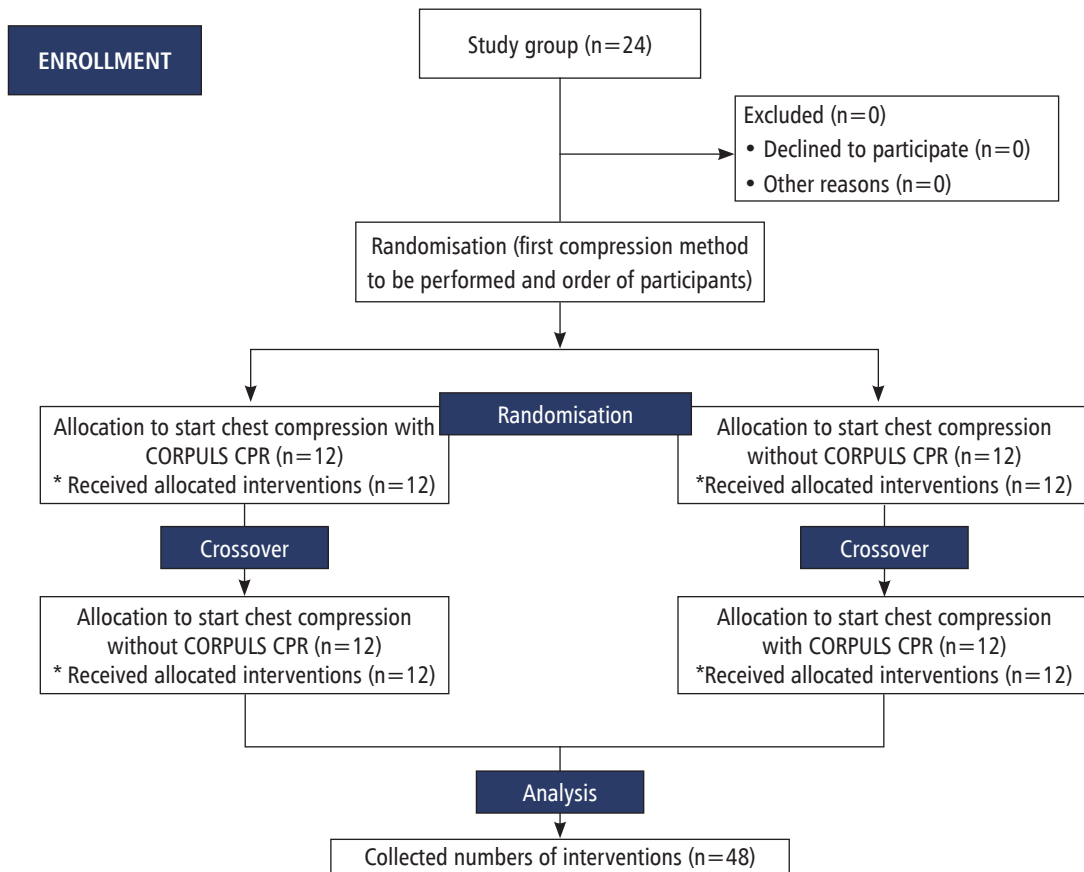 ENROLLMENT
Study group (n=24)
Excluded (n=0)
• Declined to participate (n=0)
• Other reasons (n=0)
Randomisation (first compression method
to be performed and order of participants)
Randomisation
Allocation to start chest compression with
CORPULS CPR (n=12)
* Received allocated interventions (n=12)
Allocation to start chest compression
without CORPULS CPR (n=12)
*Received allocated interventions (n=12)
Crossover
Crossover
Allocation to start chest compression
without CORPULS CPR (n=12)
* Received allocated interventions (n=12)
Allocation to start chest compression
with CORPULS CPR (n=12)
*Received allocated interventions (n=12)
Analysis
Collected numbers of interventions (n=48)